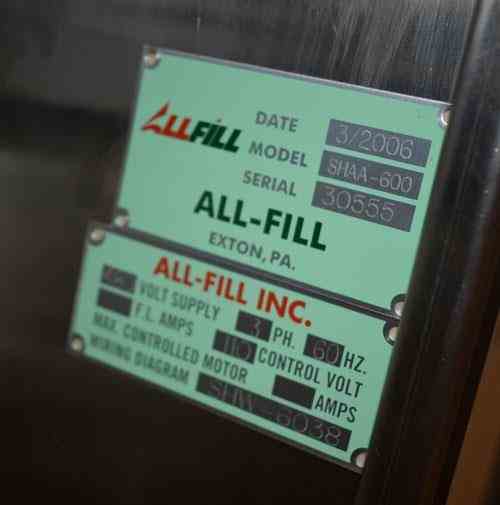 ALLFILL
DATE 3/2006
MODEL SHAA-600
SERIAL 30555
ALL-FILL
EXTON, PA.
ALL-FILL INC.
VOLT SUPPLY 3 PH. 60 HZ.
F.L. AMPS 110 CONTROL VOLT
MAX. CONTROLLED MOTOR AMPS
WIRING DIAGRAM SHW-6038